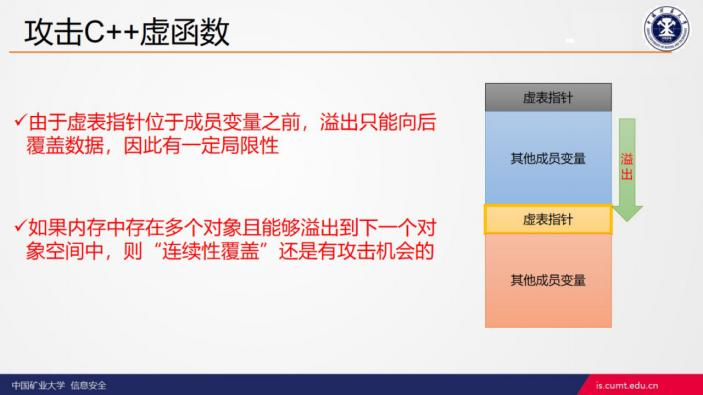 攻击C++虚函数
✓由于虚表指针位于成员变量之前，溢出只能向后
覆盖数据，因此有一定局限性
✓如果内存中存在多个对象且能够溢出到下一个对
象空间中，则“连续性覆盖”还是有攻击机会的
虚表指针
其他成员变量
溢出
虚表指针
其他成员变量
中国矿业大学 信息安全
is.cumt.edu.cn